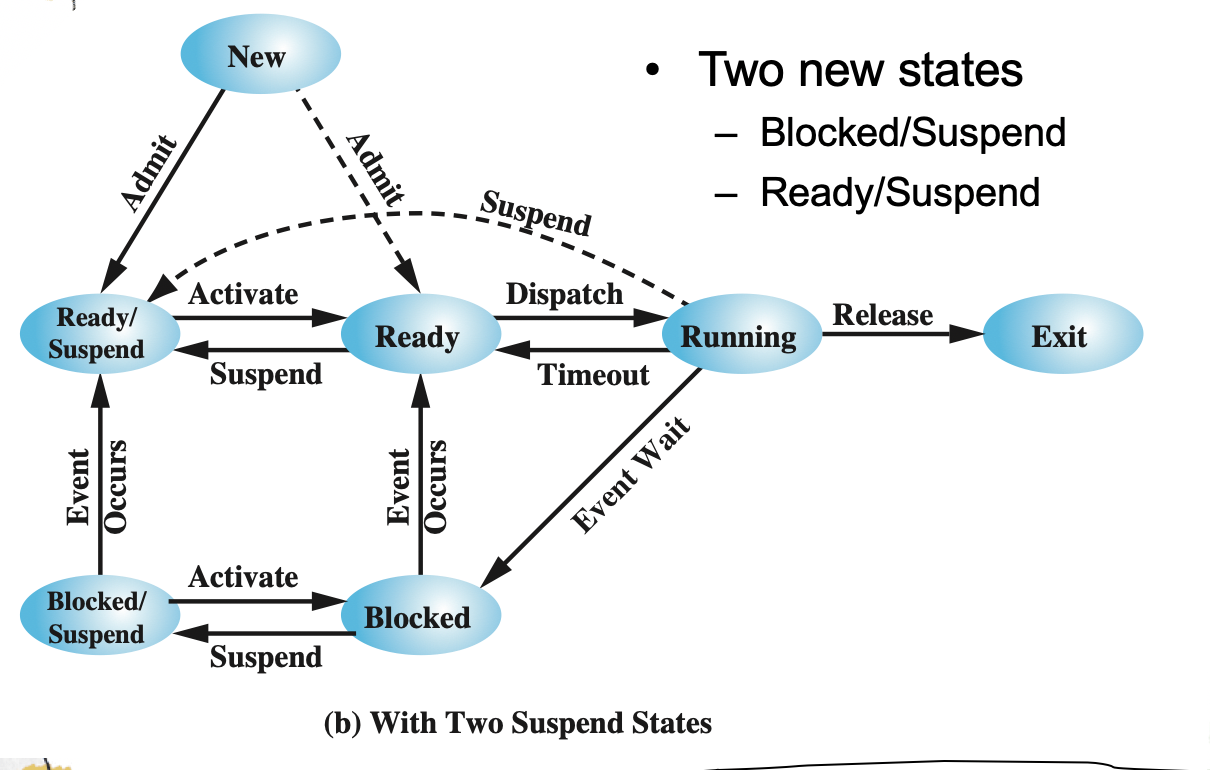 New
• Two new states
– Blocked/Suspend
– Ready/Suspend
Admit
Admit
Suspend
Ready/
Suspend
Activate
Suspend
Ready
Dispatch
Timeout
Running
Release
Exit
Event
Occurs
Event
Occurs
Event Wait
Blocked/
Suspend
Activate
Suspend
Blocked
(b) With Two Suspend States